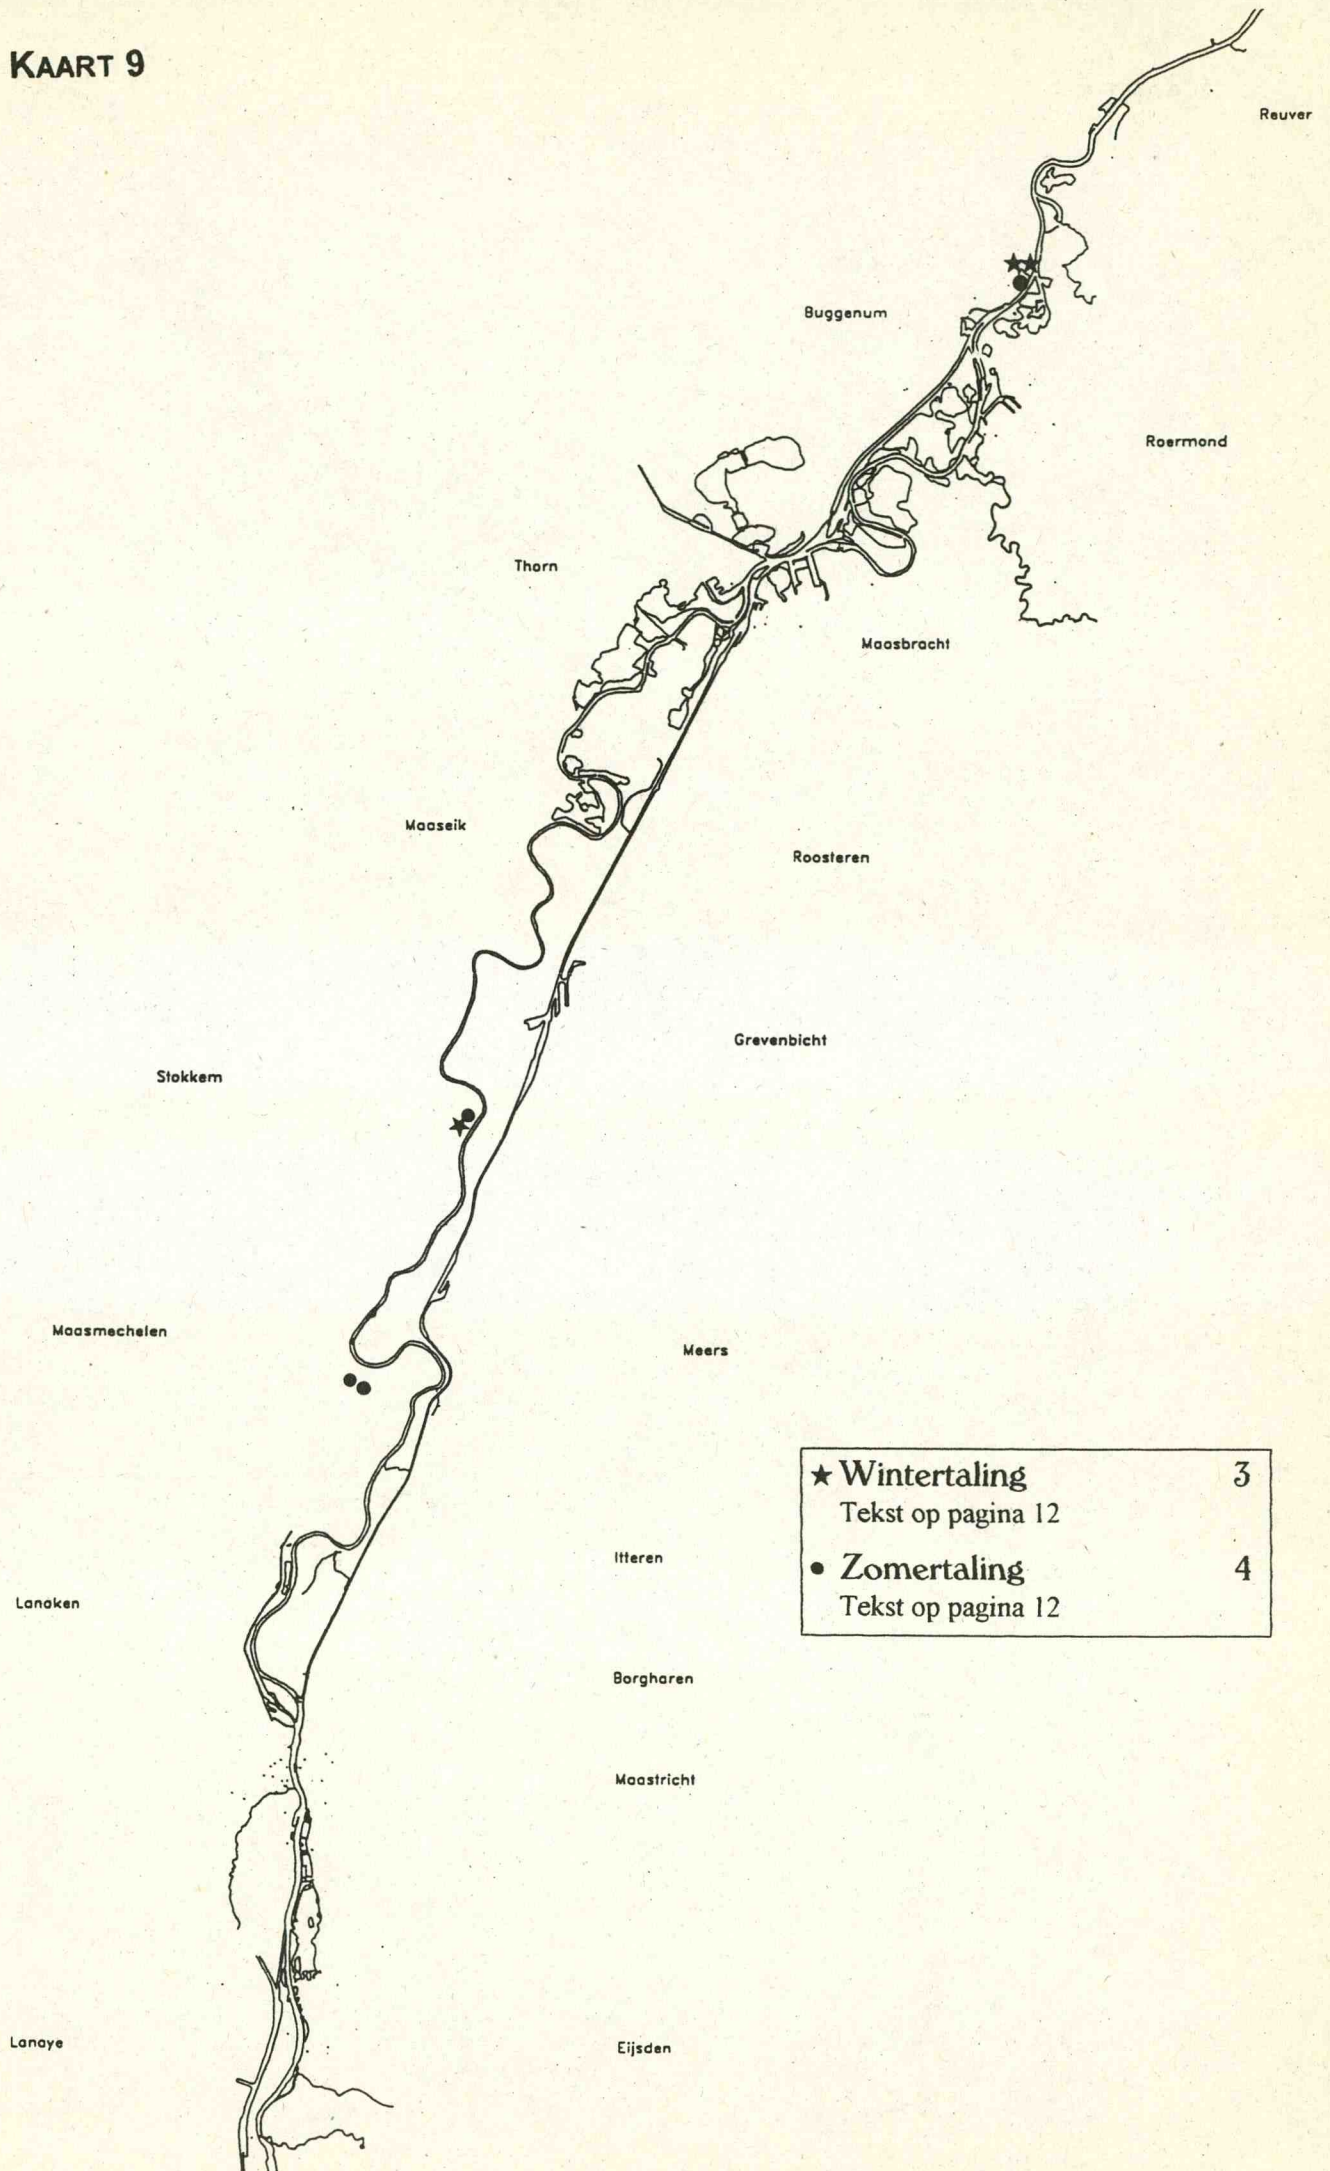 KAART 9
Reuver
Buggenum
Roermond
Thorn
Maasbracht
Maaseik
Roosteren
Grevenbicht
Stokkem
Maasmechelen
Meers
★ Wintertaling 3
Tekst op pagina 12
● Zomertaling 4
Tekst op pagina 12
Itteren
Lanaken
Borgharen
Maastricht
Lanaye
Eijsden